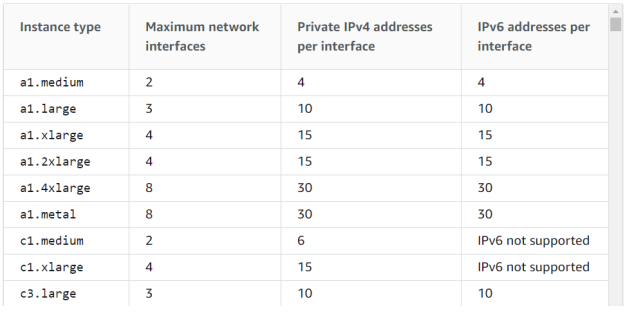 Instance type Maximum network interfaces Private IPv4 addresses per interface IPv6 addresses per interface
a1.medium 2 4 4
a1.large 3 10 10
a1.xlarge 4 15 15
a1.2xlarge 4 15 15
a1.4xlarge 8 30 30
a1.metal 8 30 30
c1.medium 2 6 IPv6 not supported
c1.xlarge 4 15 IPv6 not supported
c3.large 3 10 10